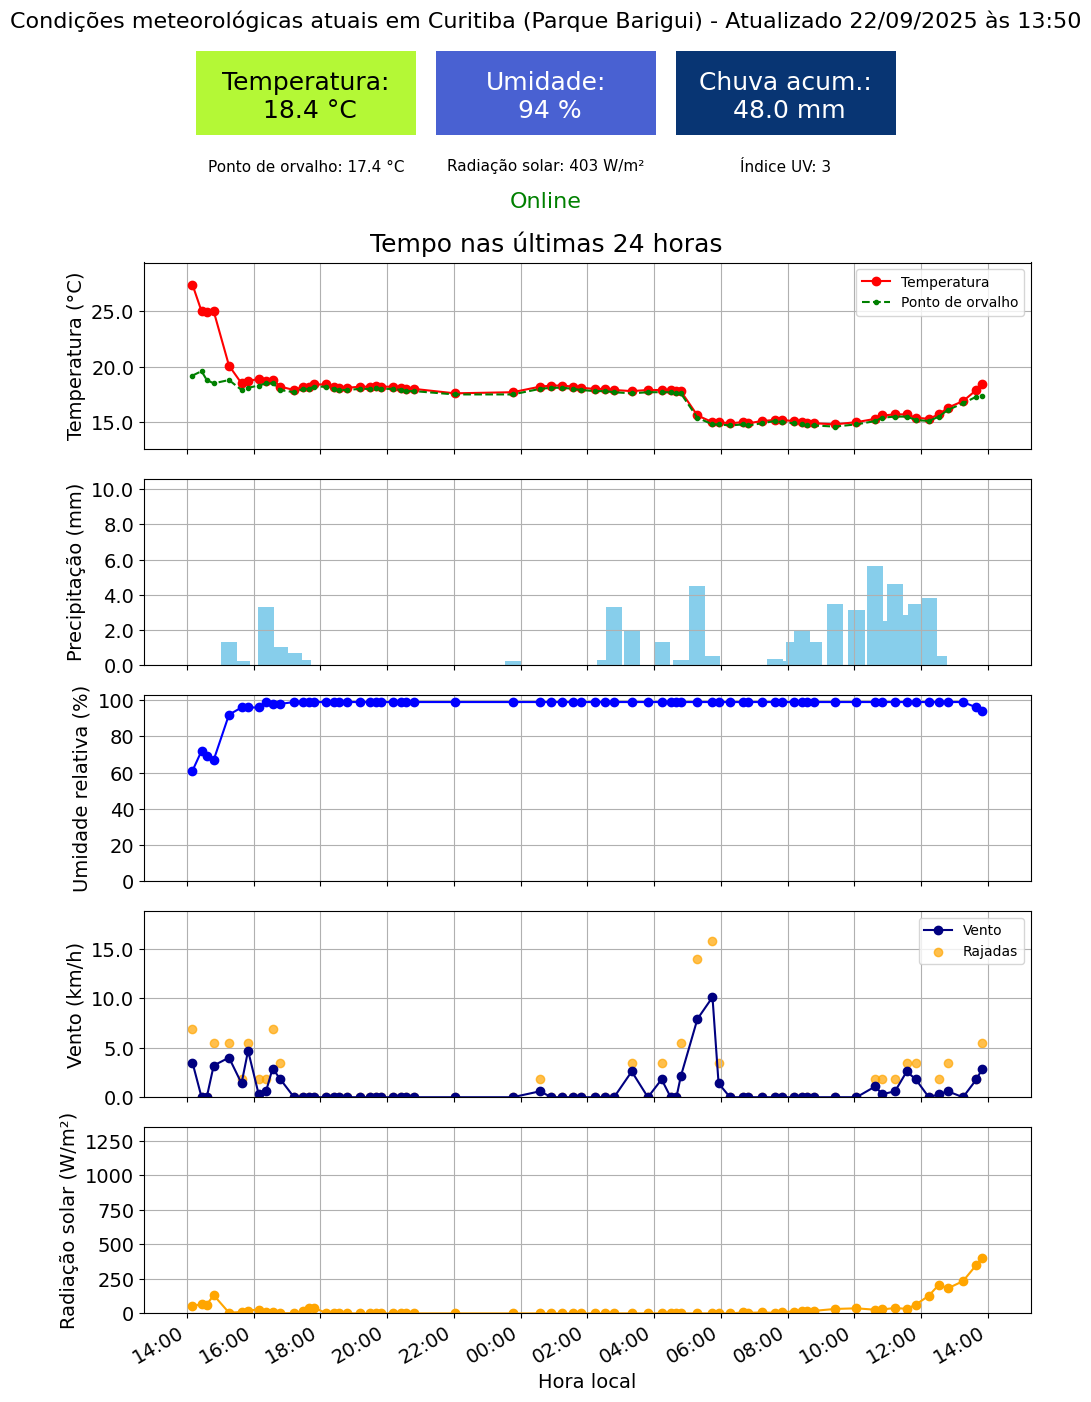 Condições meteorológicas atuais em Curitiba (Parque Barigui) - Atualizado 22/09/2025 às 13:50
Temperatura:
18.4 °C
Umidade:
94 %
Chuva acum.:
48.0 mm
Ponto de orvalho: 17.4 °C
Radiação solar: 403 W/m²
Índice UV: 3
Online
Tempo nas últimas 24 horas
Temperatura (°C)
25.0
20.0
15.0
Temperatura
Ponto de orvalho
Precipitação (mm)
10.0
8.0
6.0
4.0
2.0
0.0
Umidade relativa (%)
100
80
60
40
20
0
Vento (km/h)
15.0
10.0
5.0
0.0
Vento
Rajadas
Radiação solar (W/m²)
1250
1000
750
500
250
0
14:00
16:00
18:00
20:00
22:00
00:00
02:00
04:00
06:00
08:00
10:00
12:00
14:00
Hora local